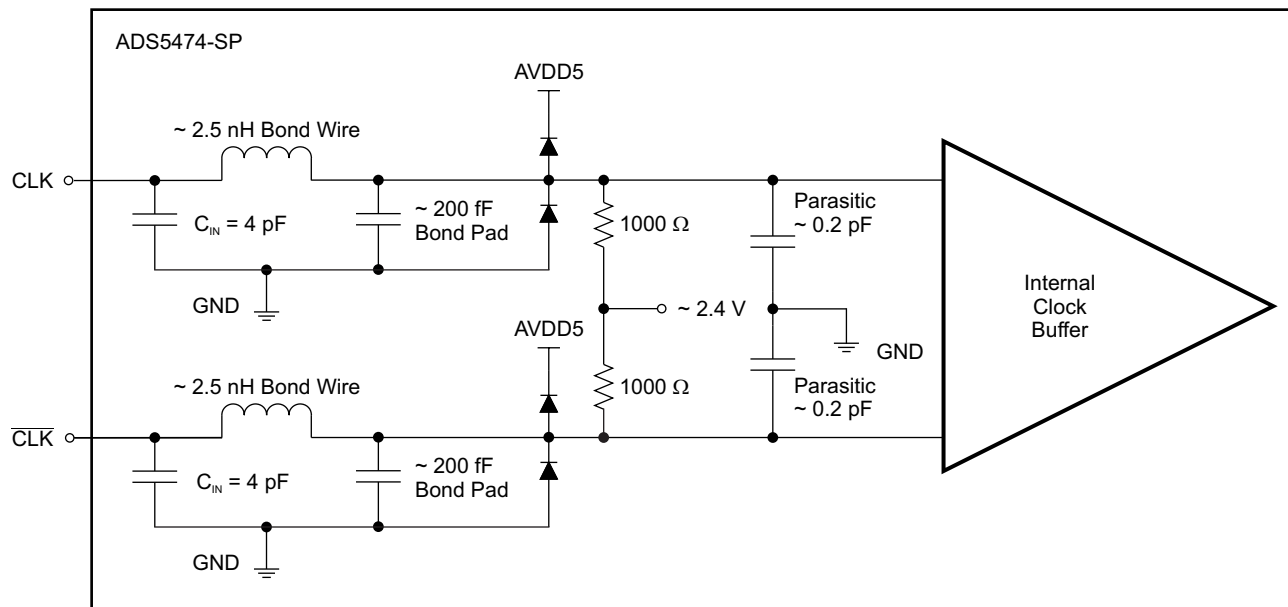 ADS5474-SP
AVDD5
~ 2.5 nH Bond Wire
CLK
C_IN = 4 pF
~ 200 fF
Bond Pad
1000 Ω
Parasitic
~ 0.2 pF
GND
~ 2.4 V
Internal
Clock
Buffer
AVDD5
GND
~ 2.5 nH Bond Wire
1000 Ω
Parasitic
~ 0.2 pF
C̅L̅K̅
C_IN = 4 pF
~ 200 fF
Bond Pad
GND